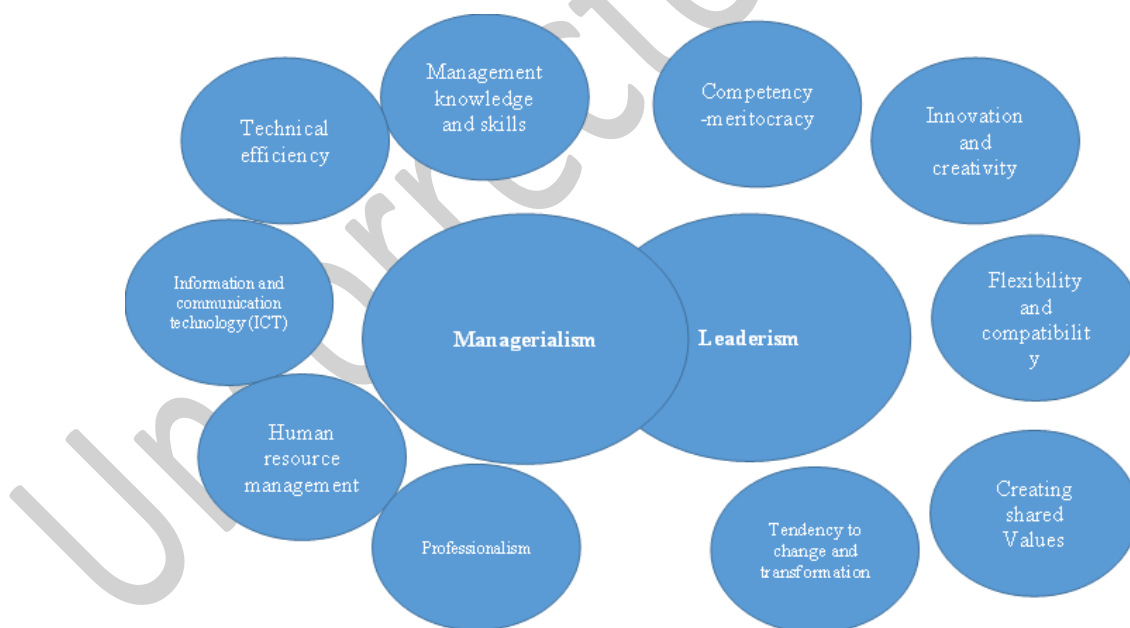 Management
knowledge
and skills
Competency
-meritocracy
Technical
efficiency
Innovation
and
creativity
Information and
communication
technology (ICT)
Managerialism
Leaderism
Flexibility
and
compatibilit
y
Human
resource
management
Creating
shared
Values
Professionalism
Tendency to
change and
transformation